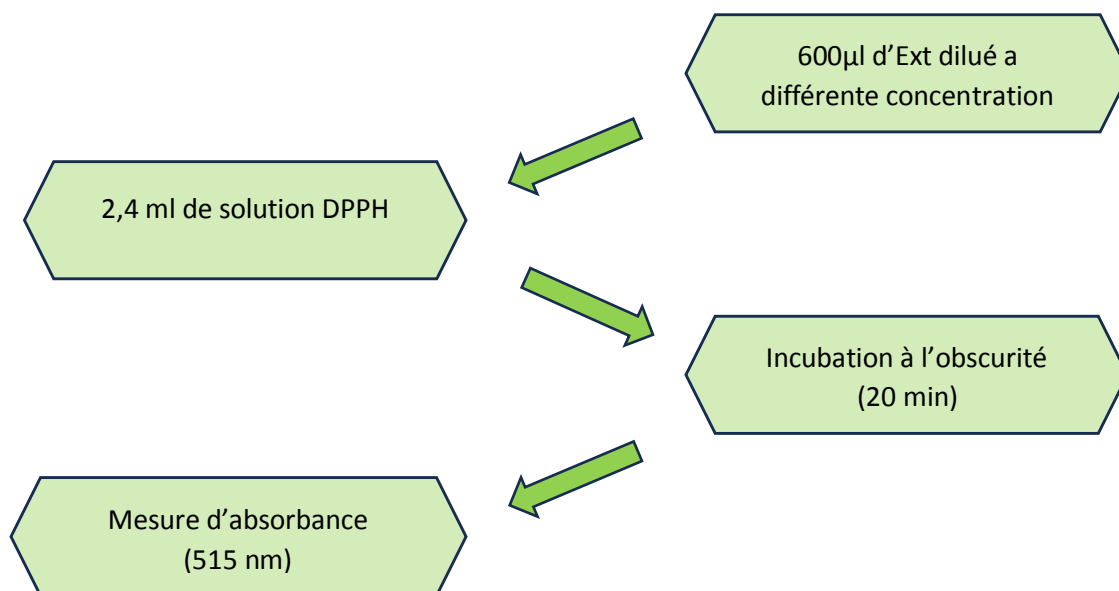 600µl d’Ext dilué a
différente concentration
2,4 ml de solution DPPH
Incubation à l’obscurité
(20 min)
Mesure d’absorbance
(515 nm)